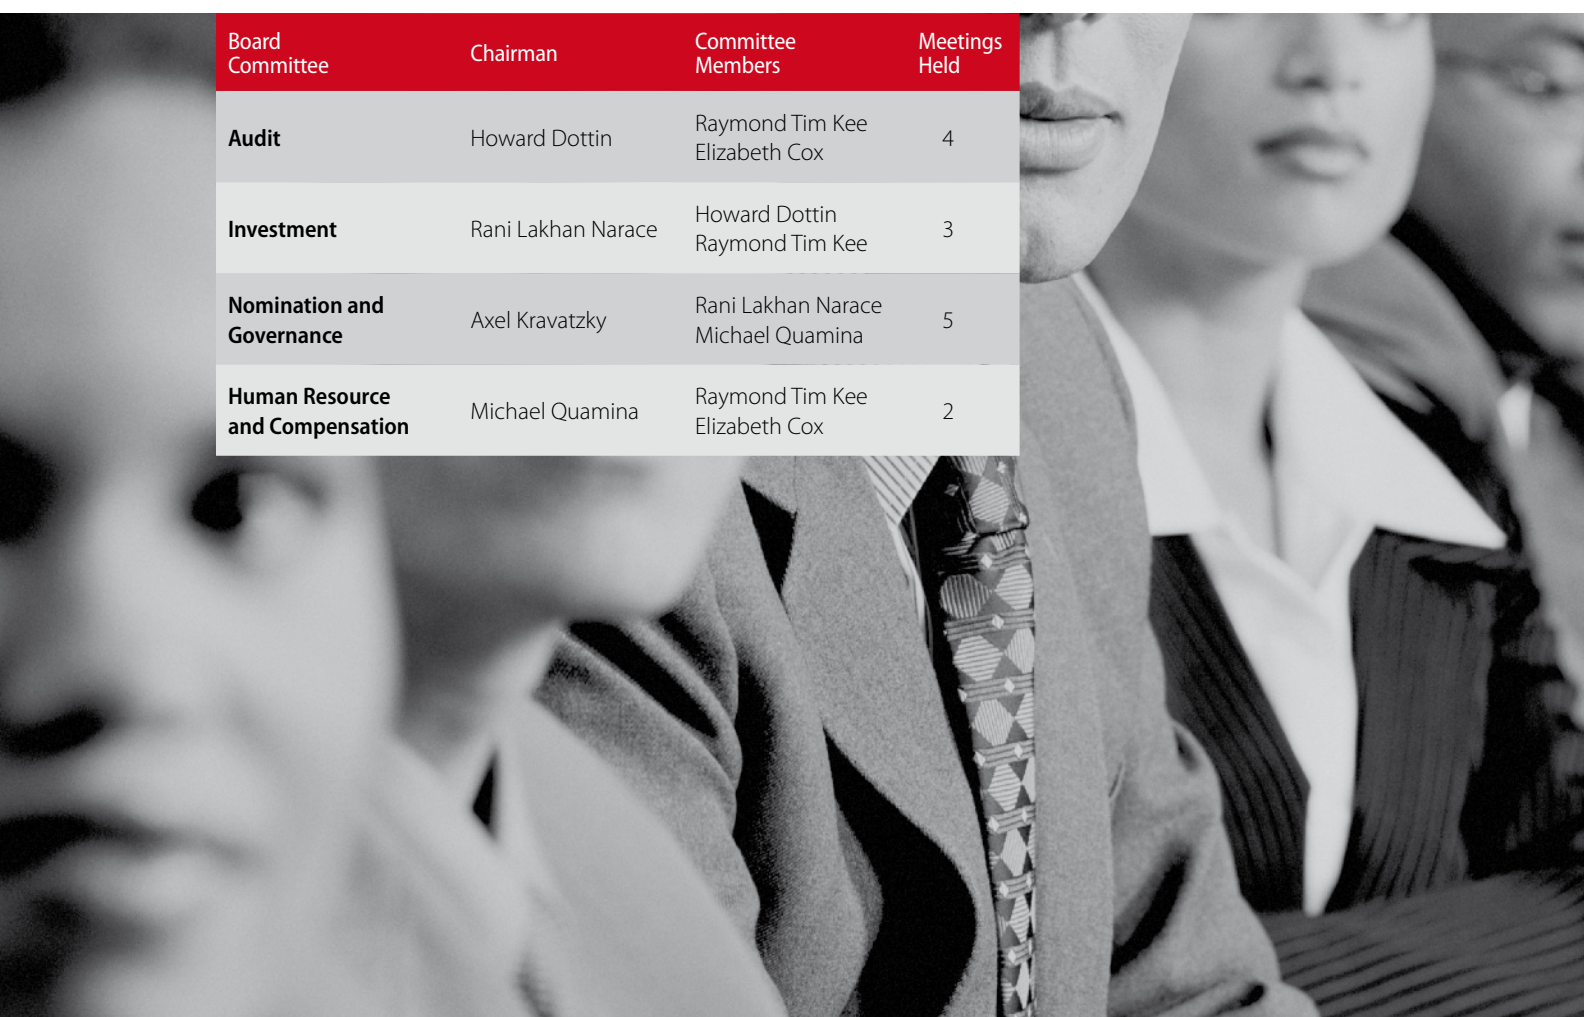 Board
Committee
Chairman
Committee
Members
Meetings
Held
Audit
Howard Dottin
Raymond Tim Kee
Elizabeth Cox
4
Investment
Rani Lakhan Narace
Howard Dottin
Raymond Tim Kee
3
Nomination and
Governance
Axel Kravatzky
Rani Lakhan Narace
Michael Quamina
5
Human Resource
and Compensation
Michael Quamina
Raymond Tim Kee
Elizabeth Cox
2